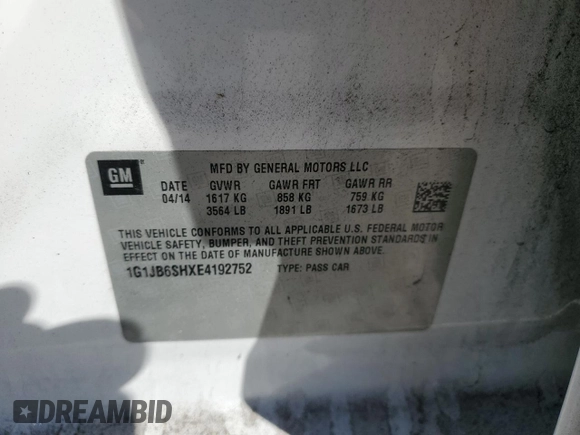 GM
MFD BY GENERAL MOTORS LLC
DATE GVWR GAWR FRT GAWR RR
04/14 1617 KG 858 KG 759 KG
3564 LB 1891 LB 1673 LB
THIS VEHICLE CONFORMS TO ALL APPLICABLE U.S. FEDERAL MOTOR
VEHICLE SAFETY, BUMPER, AND THEFT PREVENTION STANDARDS IN
EFFECT ON THE DATE OF MANUFACTURE SHOWN ABOVE.
1G1JB6SHXE4192752 TYPE: PASS CAR
DREAMBID